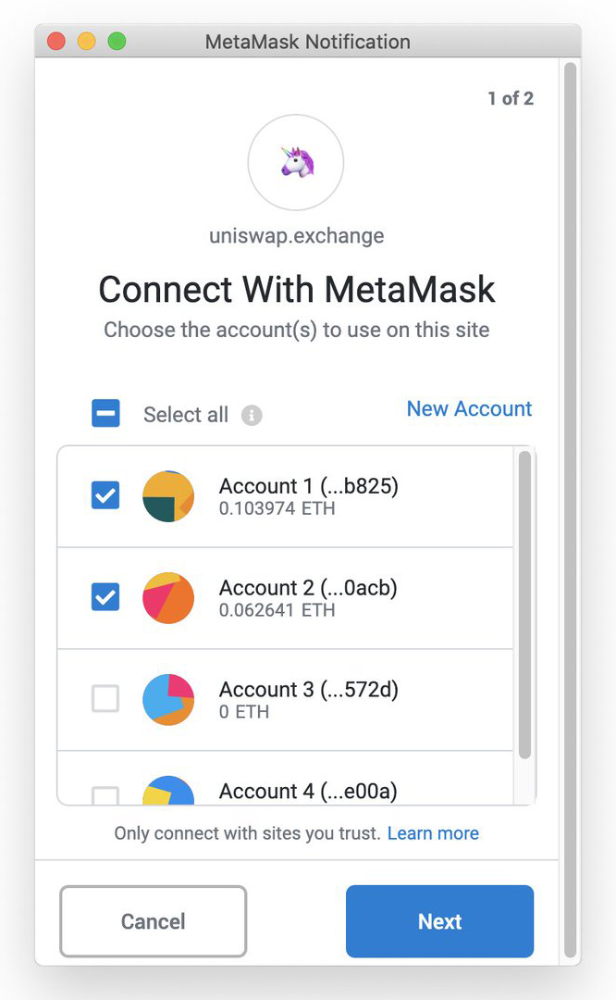 MetaMask Notification
1 of 2
uniswap.exchange
Connect With MetaMask
Choose the account(s) to use on this site
Select all
New Account
Account 1 (...b825)
0.103974 ETH
Account 2 (...0acb)
0.062641 ETH
Account 3 (...572d)
0 ETH
Account 4 (...e00a)
Only connect with sites you trust. Learn more
Cancel
Next